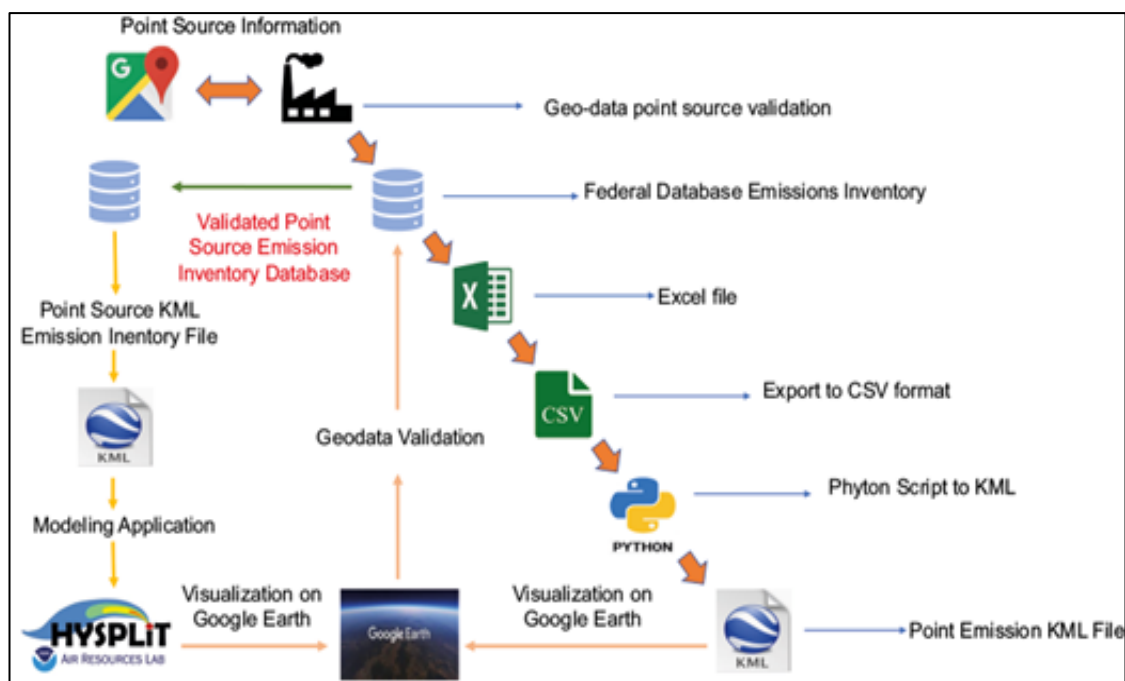 Point Source Information
G
Geo-data point source validation
Federal Database Emissions Inventory
Validated Point
Source Emission
Inventory Database
X
Excel file
Point Source KML
Emission Inentory File
CSV
Export to CSV format
KML
Geodata Validation
Phyton Script to KML
PYTHON
Modeling Application
Visualization on
Google Earth
Visualization on
Google Earth
HYSPLiT
AIR RESOURCES LAB
Google Earth
KML
Point Emission KML File